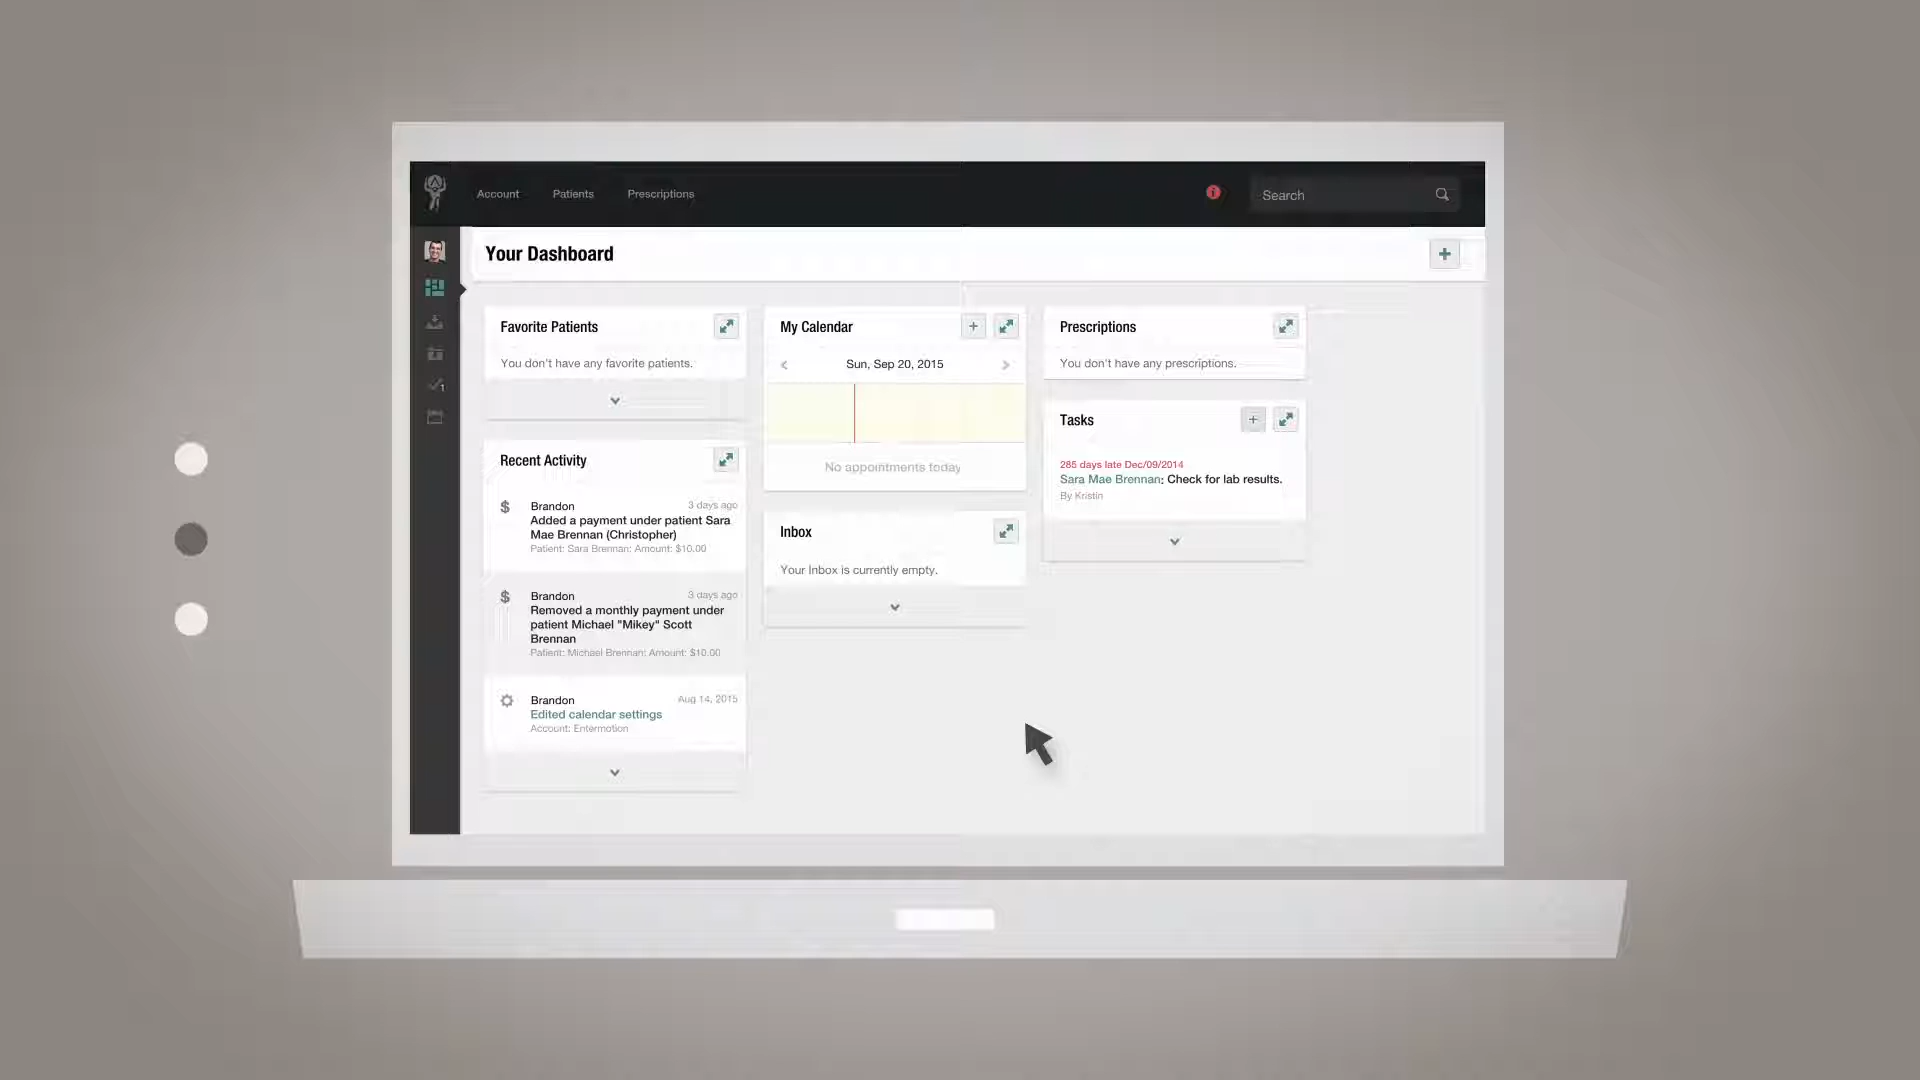 Account Patients Prescriptions
Search
Your Dashboard
Favorite Patients
You don't have any favorite patients.
Recent Activity
Brandon 3 days ago
Added a payment under patient Sara
Mae Brennan (Christopher)
Patient: Sara Brennan: Amount: $10.00
Brandon 3 days ago
Removed a monthly payment under
patient Michael "Mikey" Scott
Brennan
Patient: Michael Brennan: Amount: $10.00
Brandon Aug 14, 2015
Edited calendar settings
Account: Entermotion
My Calendar
Sun, Sep 20, 2015
No appointments today
Inbox
Your Inbox is currently empty.
Prescriptions
You don't have any prescriptions.
Tasks
285 days late Dec/09/2014
Sara Mae Brennan: Check for lab results.
By Kristin
1